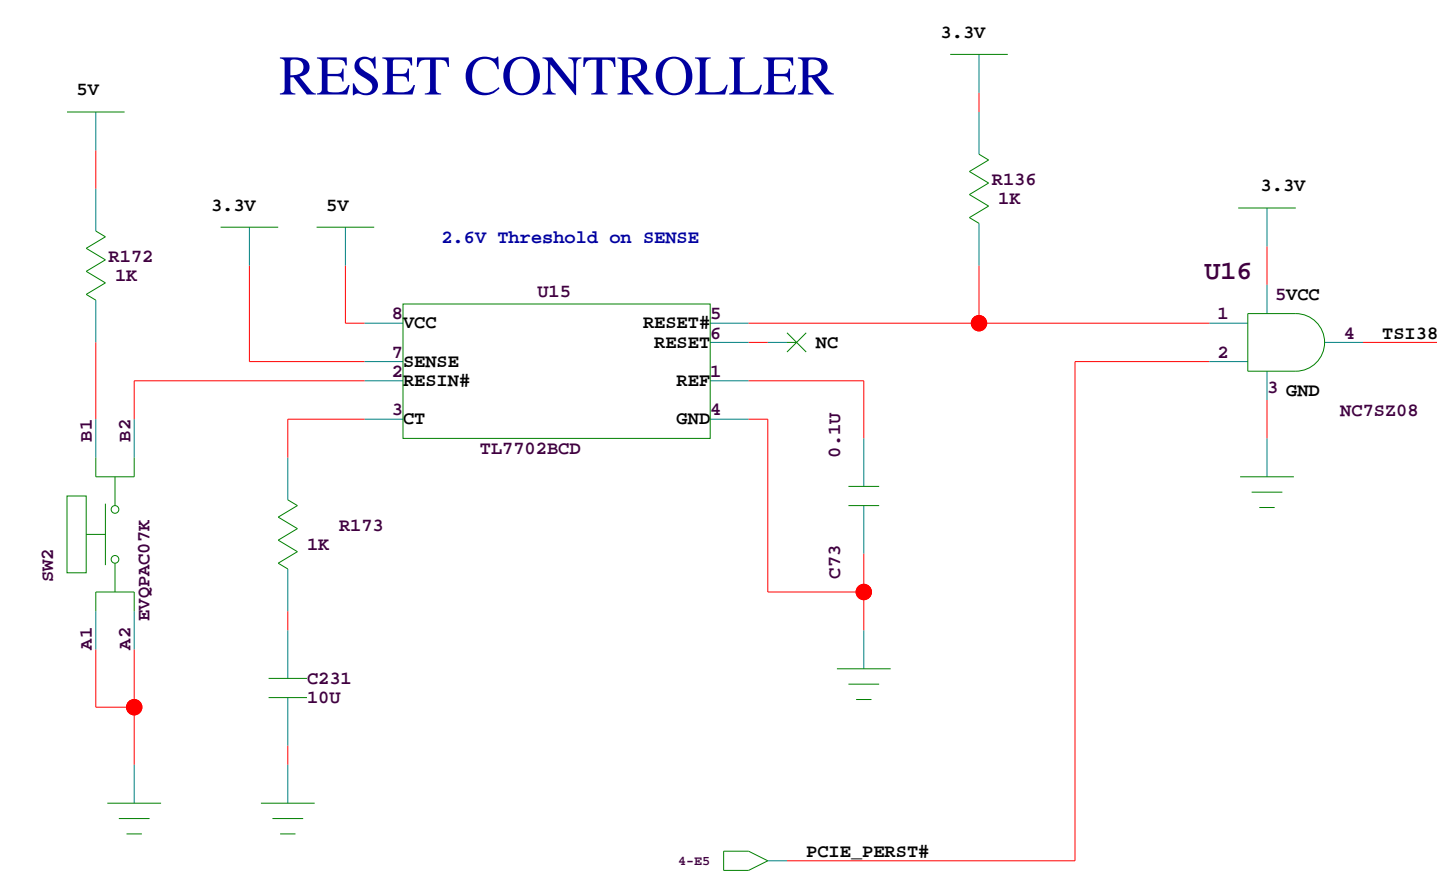 3.3V
RESET CONTROLLER
5V
R136
1K
3.3V
3.3V
5V
2.6V Threshold on SENSE
R172
1K
U16
U15
5
VCC
8
VCC
RESET#
5
1
4
TSI38
RESET
6
NC
7
SENSE
2
2
RESIN#
REF
1
3
GND
3
CT
GND
4
NC7SZ08
B1
B2
TL7702BCD
0.1U
R173
1K
SW2
EVQPAC07K
C73
A1
A2
C231
10U
4-E5
PCIE_PERST#